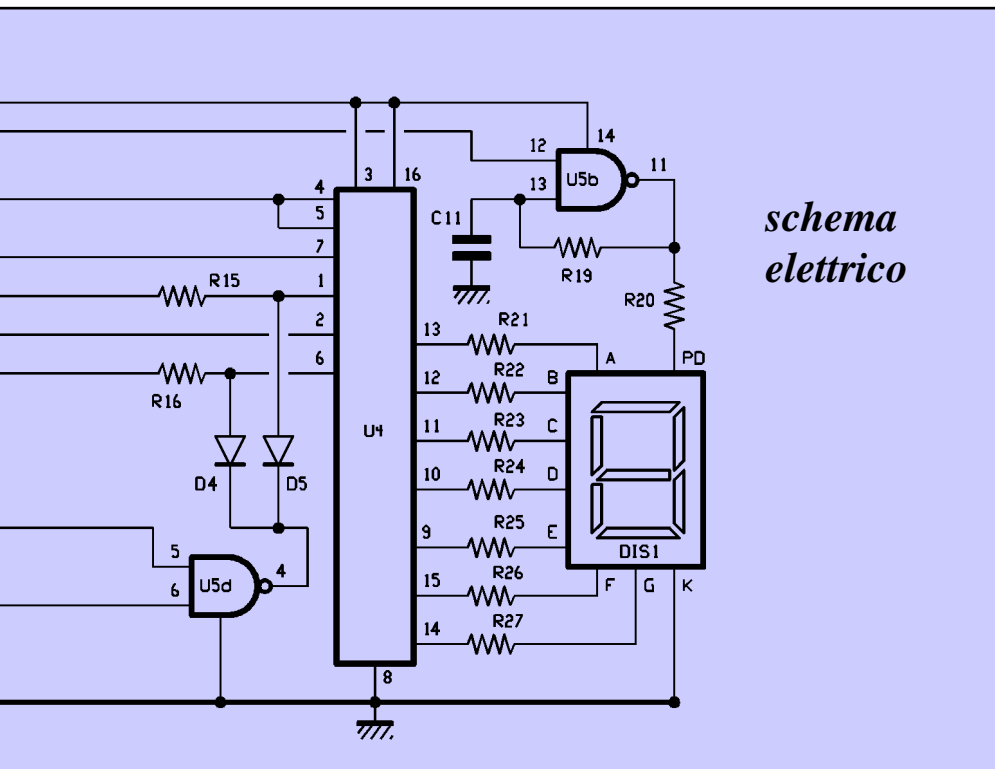 14
12
11
3
16
U5b
4
13
5
C11
schema
7
elettrico
R19
R15
1
R20
2
13
R21
6
A
PD
R22
12
B
R16
R23
11
C
U4
R24
10
D
D4
D5
R25
9
E
5
DIS1
4
R26
15
U5d
F
G
K
6
R27
14
8